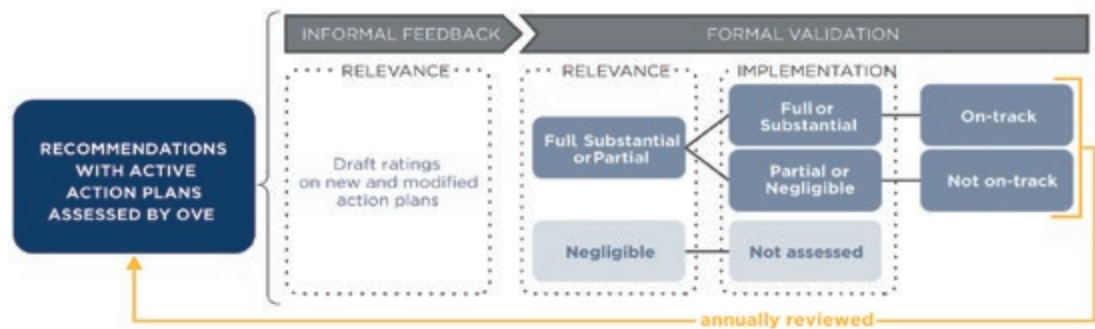 INFORMAL FEEDBACK
FORMAL VALIDATION
RELEVANCE
RELEVANCE
IMPLEMENTATION
RECOMMENDATIONS
WITH ACTIVE
ACTION PLANS
ASSESSED BY OVE
Draft ratings
on new and modified
action plans
Full, Substantial
or Partial
Full or
Substantial
On-track
Partial or
Negligible
Not on-track
Negligible
Not assessed
annually reviewed